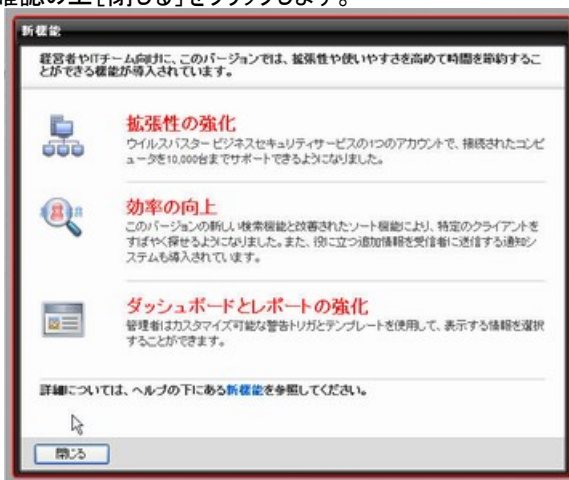 確認の上[閉じる]をクリックします。
新機能
経営者やITチーム向けに、このバージョンでは、拡張性や使いやすさを高めて時間を節約するこ
とができる機能が導入されています。
拡張性の強化
ウイルスバスター ビジネスセキュリティサービスの1つのアカウントで、接続されたコンピ
ュータを10,000台までサポートできるようになりました。
効率の向上
このバージョンの新しい検索機能と改善されたソート機能により、特定のクライアントを
すばやく探せるようになりました。また、役に立つ追加情報を受信者に送信する通知シ
ステムも導入されています。
ダッシュボードとレポートの強化
管理者はカスタマイズ可能な警告トリガとテンプレートを使用して、表示する情報を選択
することができます。
詳細については、ヘルプの下にある新機能を参照してください。
閉じる